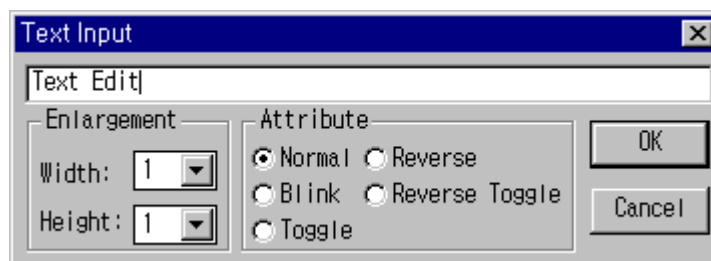 Text Input
Text Edit
Enlargement
Width: 1
Height: 1
Attribute
Normal Reverse
Blink Reverse Toggle
Toggle
OK
Cancel